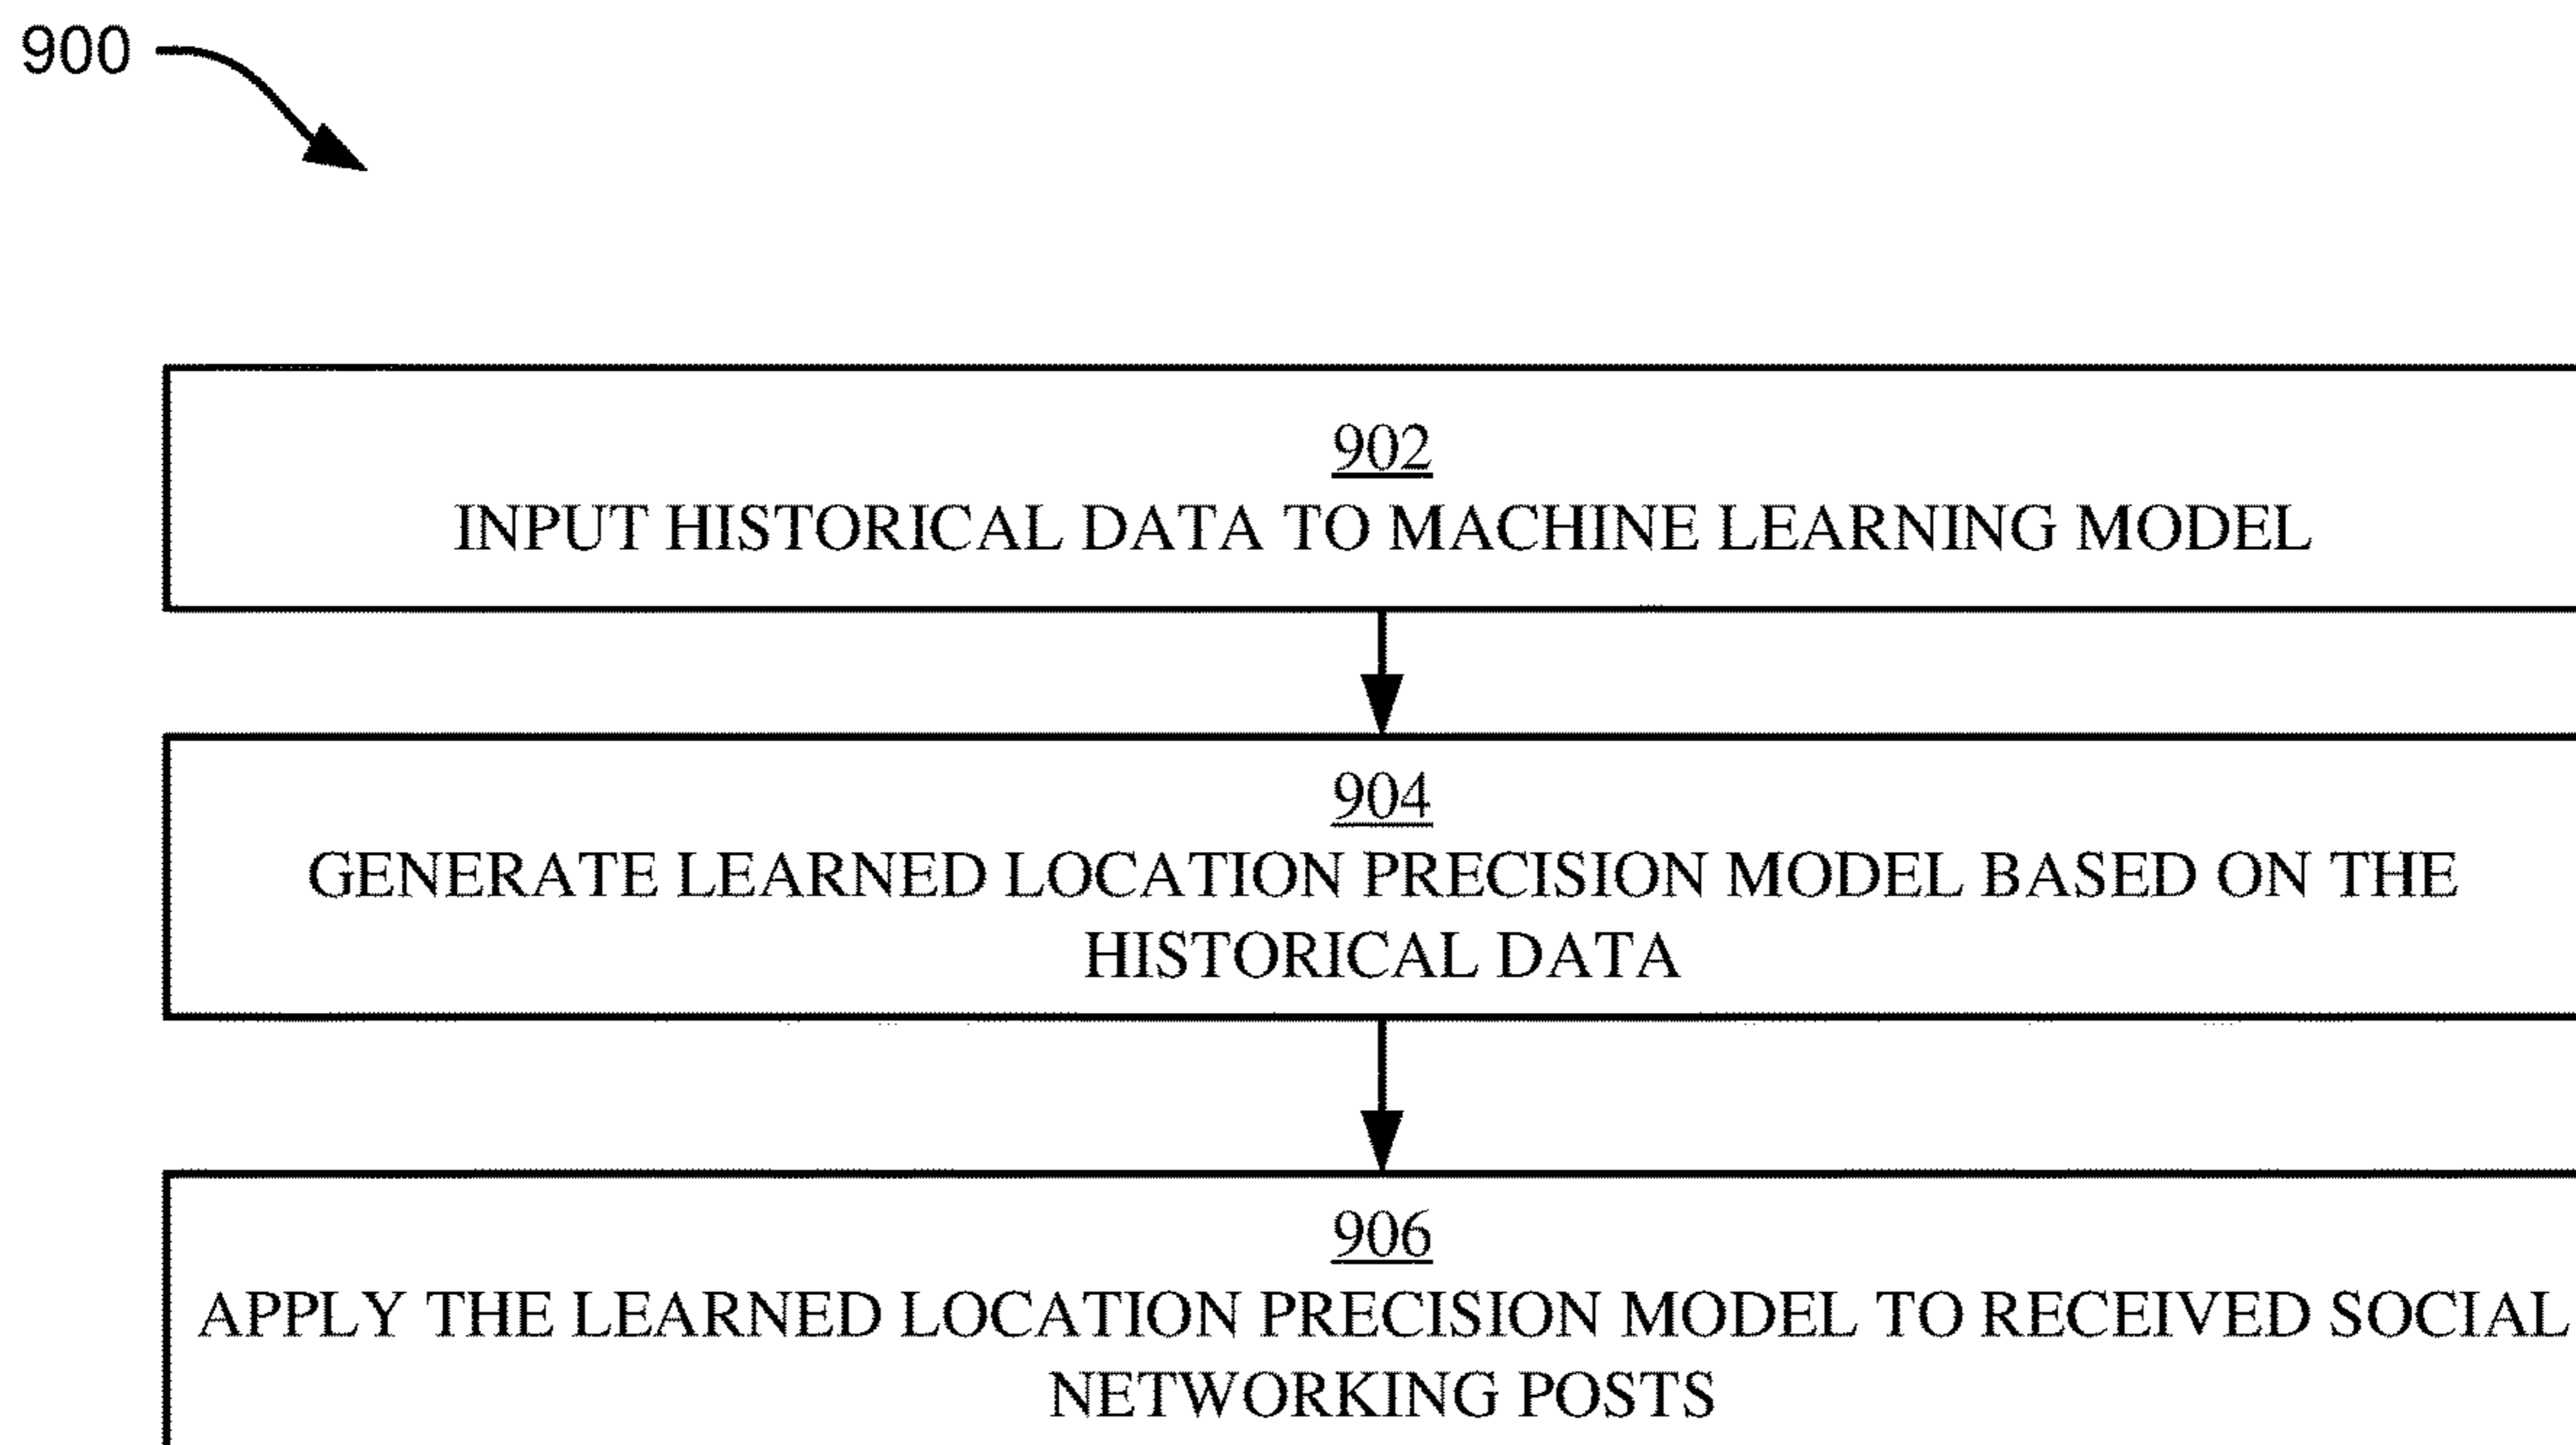 900
902
INPUT HISTORICAL DATA TO MACHINE LEARNING MODEL
904
GENERATE LEARNED LOCATION PRECISION MODEL BASED ON THE
HISTORICAL DATA
906
APPLY THE LEARNED LOCATION PRECISION MODEL TO RECEIVED SOCIAL
NETWORKING POSTS